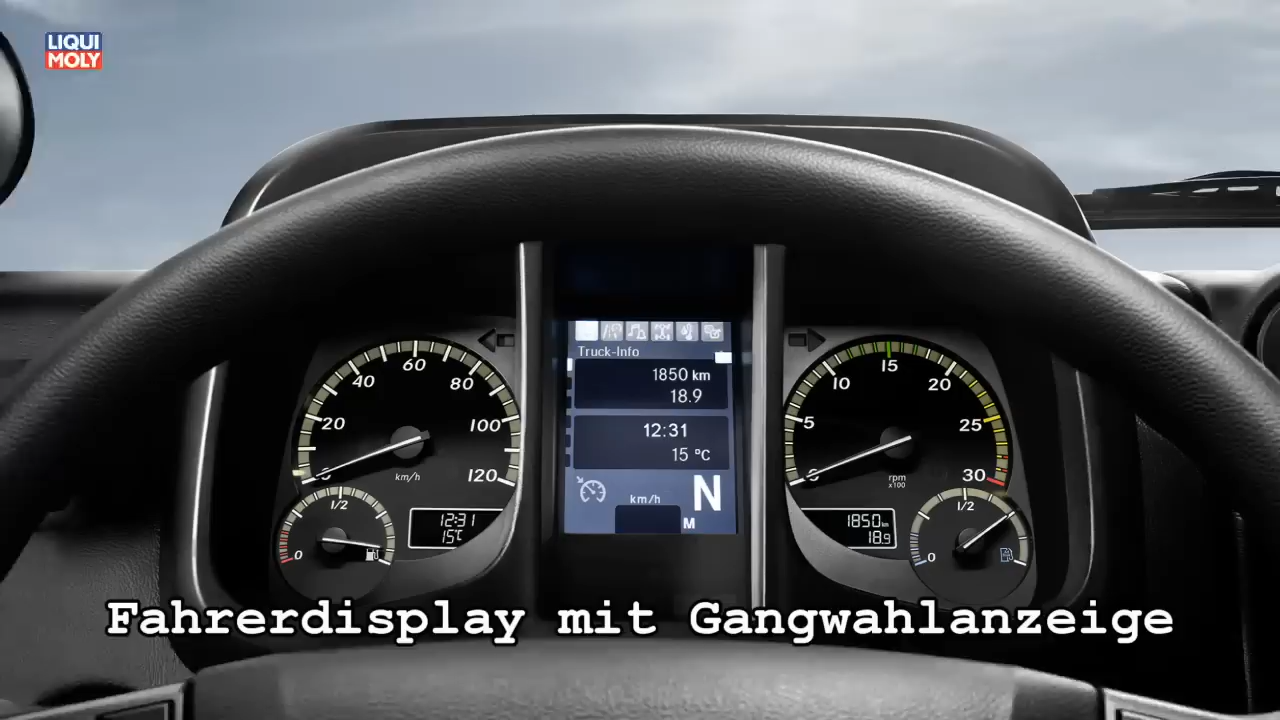 LIQUI
MOLY
Truck-Info
1850 km
18.9
12:31
15 °C
km/h
N
M
0
20
40
60
80
100
120
km/h
0
1/2
12:31
15°C
0
5
10
15
20
25
30
rpm
x100
1850km
18.9
0
1/2
Fahrerdisplay mit Gangwahlanzeige